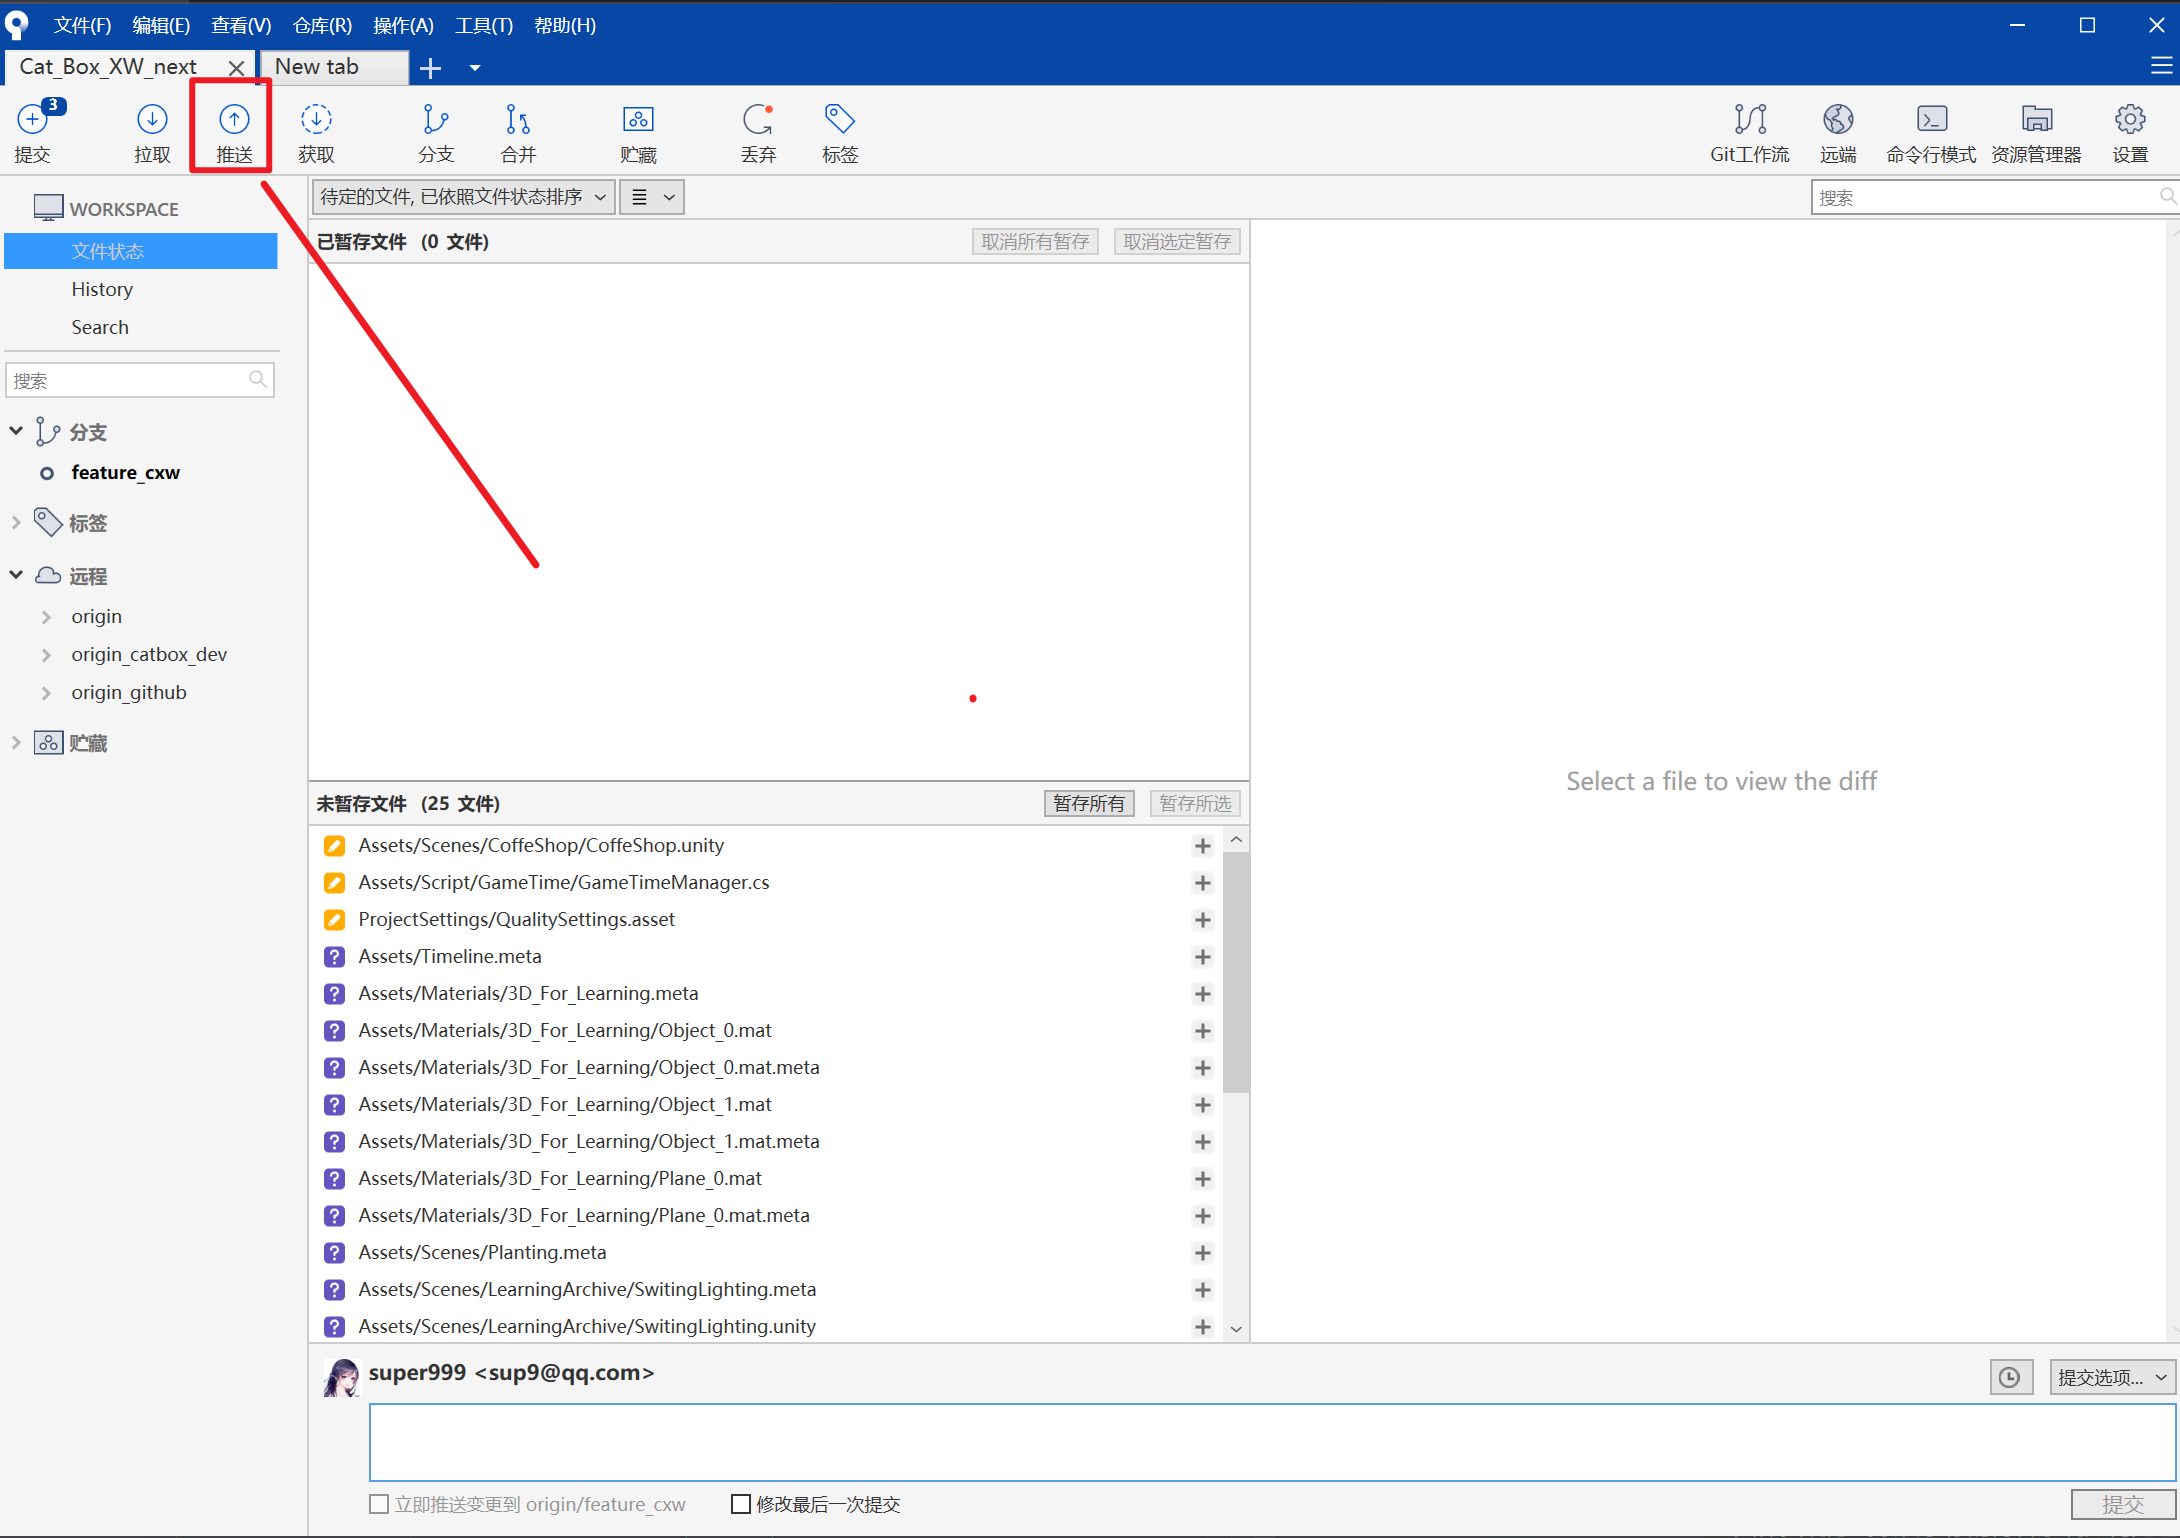 文件(F) 编辑(E) 查看(V) 仓库(R) 操作(A) 工具(T) 帮助(H)
Cat_Box_XW_next New tab
3
提交 拉取 推送 获取 分支 合并 贮藏 丢弃 标签 Git工作流 远端 命令行模式 资源管理器 设置
待定的文件, 已依照文件状态排序 搜索
WORKSPACE
文件状态
History
Search
搜索
分支
feature_cxw
标签
远程
origin
origin_catbox_dev
origin_github
贮藏
已暂存文件 (0 文件) 取消所有暂存 取消选定暂存
Select a file to view the diff
未暂存文件 (25 文件) 暂存所有 暂存所选
Assets/Scenes/CoffeShop/CoffeShop.unity
Assets/Script/GameTime/GameTimeManager.cs
ProjectSettings/QualitySettings.asset
Assets/Timeline.meta
Assets/Materials/3D_For_Learning.meta
Assets/Materials/3D_For_Learning/Object_0.mat
Assets/Materials/3D_For_Learning/Object_0.mat.meta
Assets/Materials/3D_For_Learning/Object_1.mat
Assets/Materials/3D_For_Learning/Object_1.mat.meta
Assets/Materials/3D_For_Learning/Plane_0.mat
Assets/Materials/3D_For_Learning/Plane_0.mat.meta
Assets/Scenes/Planting.meta
Assets/Scenes/LearningArchive/SwitingLighting.meta
Assets/Scenes/LearningArchive/SwitingLighting.unity
super999 <sup9@qq.com> 提交选项...
立即推送变更到 origin/feature_cxw 修改最后一次提交 提交